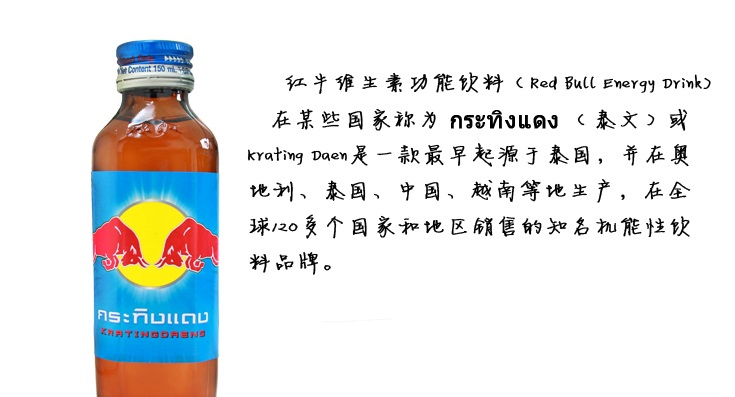 Net Content 150 mL
กระทิงแดง
KRATINGDAENG
红牛维生素功能饮料（Red Bull Energy Drink）
在某些国家称为 กระทิงแดง （泰文）或
Krating Daen是一款最早起源于泰国，并在奥
地利、泰国、中国、越南等地生产，在全
球120多个国家和地区销售的知名机能性饮
料品牌。